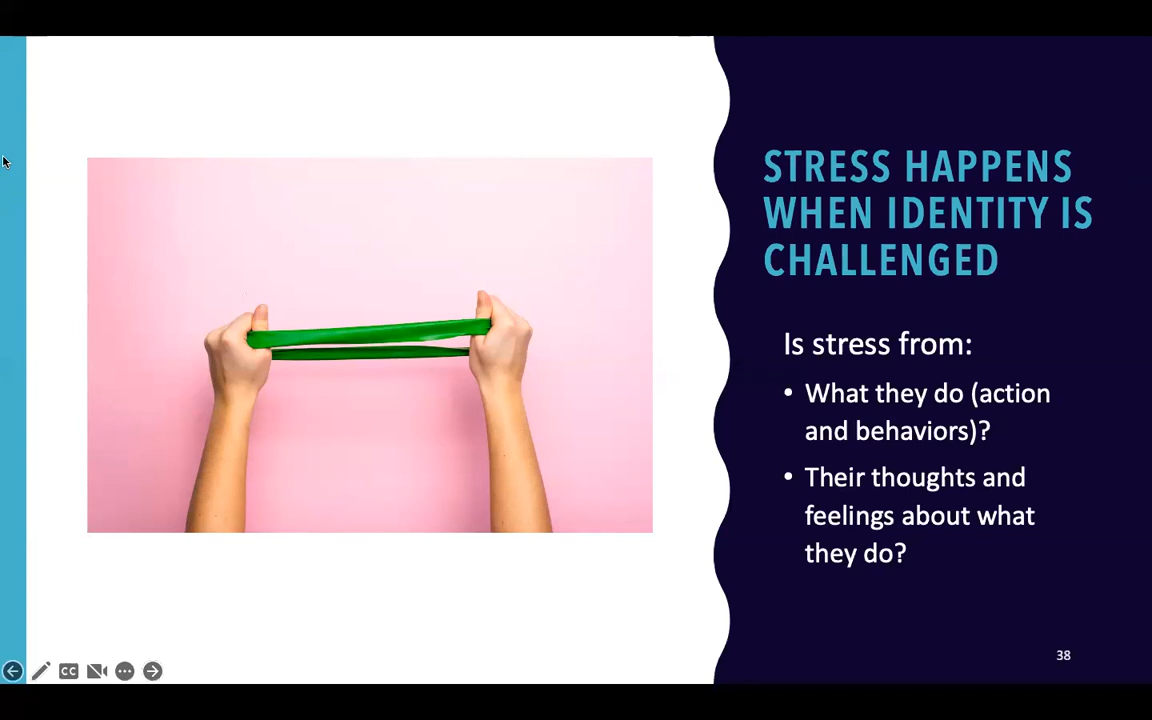 STRESS HAPPENS
WHEN IDENTITY IS
CHALLENGED
Is stress from:
• What they do (action
and behaviors)?
• Their thoughts and
feelings about what
they do?
38
CC